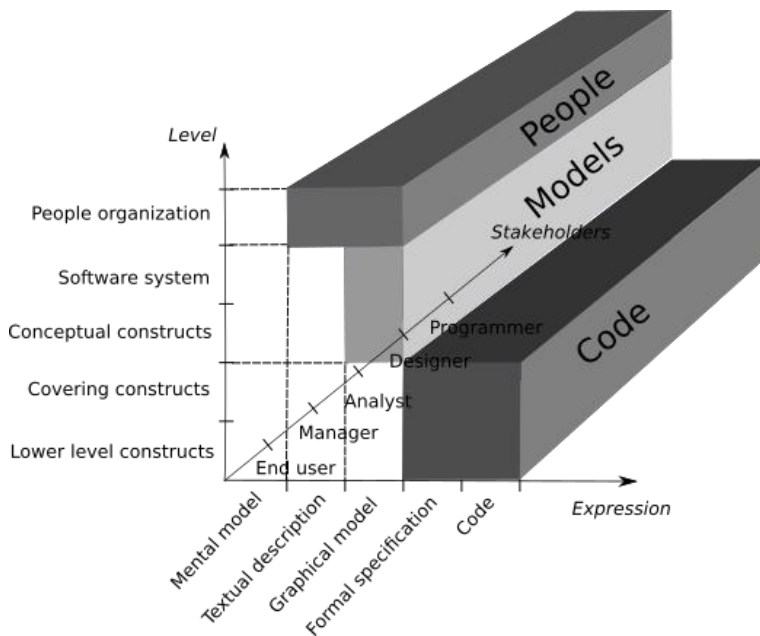 People
Level
Models
People organization
Stakeholders
Software system
Conceptual constructs
Programmer
Code
Designer
Covering constructs
Analyst
Manager
Lower level constructs
End user
Expression
Mental model
Textual description
Graphical model
Formal specification
Code